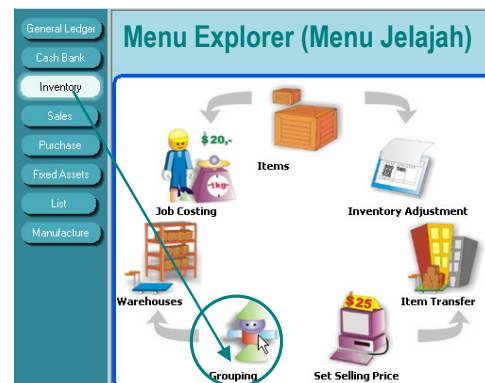 Menu Explorer (Menu Jelajah)
General Ledger
Cash Bank
Inventory
Sales
Purchase
Fixed Assets
List
Manufacture
Items
$20,-
-1kg-
Job Costing
Inventory Adjustment
Warehouses
$25
Item Transfer
Grouping
Set Selling Price